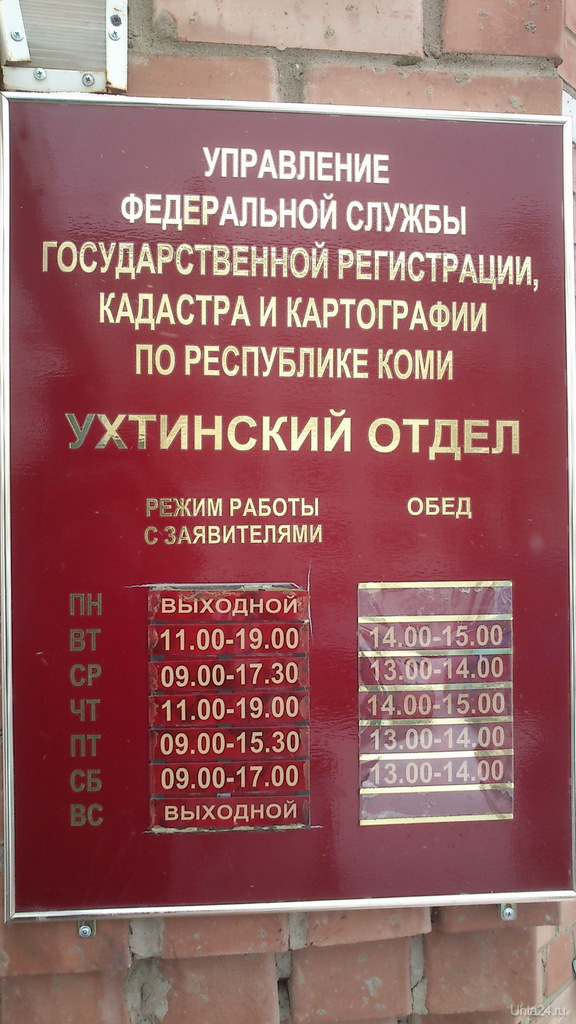 УПРАВЛЕНИЕ
ФЕДЕРАЛЬНОЙ СЛУЖБЫ
ГОСУДАРСТВЕННОЙ РЕГИСТРАЦИИ,
КАДАСТРА И КАРТОГРАФИИ
ПО РЕСПУБЛИКЕ КОМИ
УХТИНСКИЙ ОТДЕЛ
РЕЖИМ РАБОТЫ ОБЕД
С ЗАЯВИТЕЛЯМИ
ПН ВЫХОДНОЙ
ВТ 11.00-19.00 14.00-15.00
СР 09.00-17.30 13.00-14.00
ЧТ 11.00-19.00 14.00-15.00
ПТ 09.00-15.30 13.00-14.00
СБ 09.00-17.00 13.00-14.00
ВС ВЫХОДНОЙ
Uhta24.ru